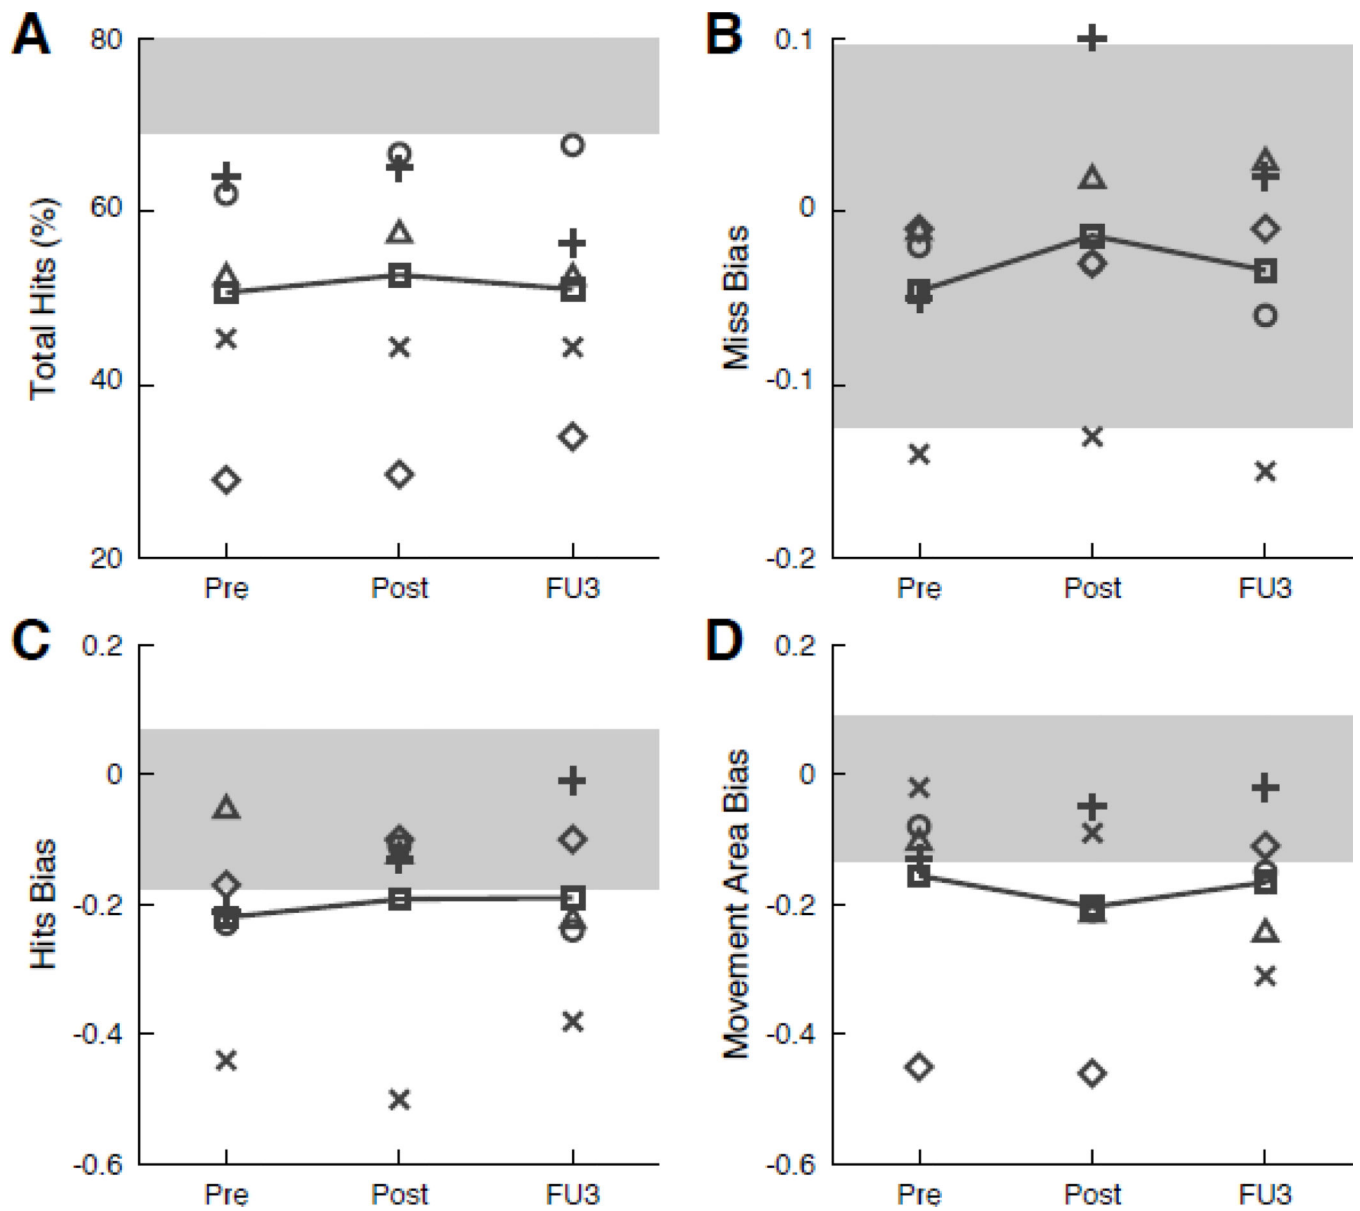 A
80
60
40
20
Total Hits (%)
Pre
Post
FU3
B
0.1
0
-0.1
-0.2
Miss Bias
Pre
Post
FU3
C
0.2
0
-0.2
-0.4
-0.6
Hits Bias
Pre
Post
FU3
D
0.2
0
-0.2
-0.4
-0.6
Movement Area Bias
Pre
Post
FU3